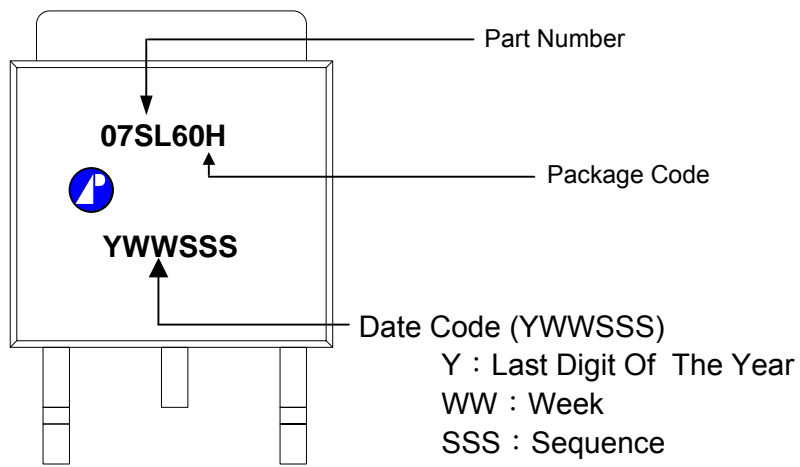 Part Number
07SL60H
Package Code
YWWSSS
Date Code (YWWSSS)
Y：Last Digit Of The Year
WW：Week
SSS：Sequence